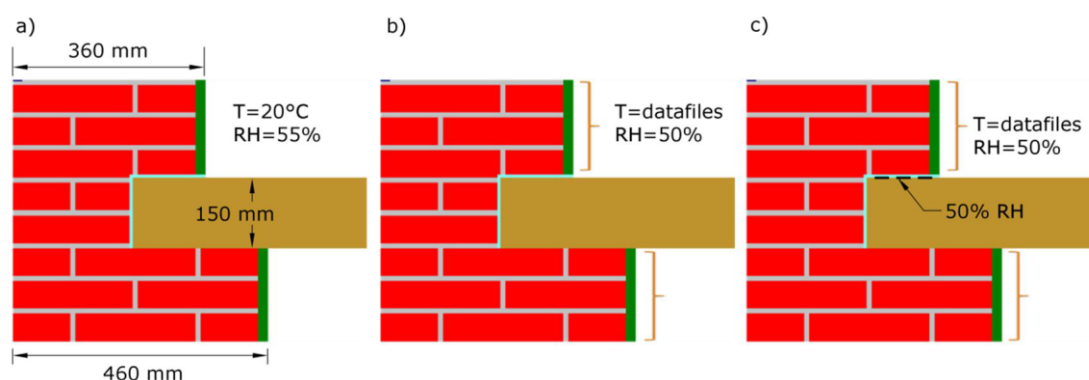 a)
360 mm
T=20°C
RH=55%
150 mm
460 mm
b)
T=datafiles
RH=50%
c)
T=datafiles
RH=50%
50% RH